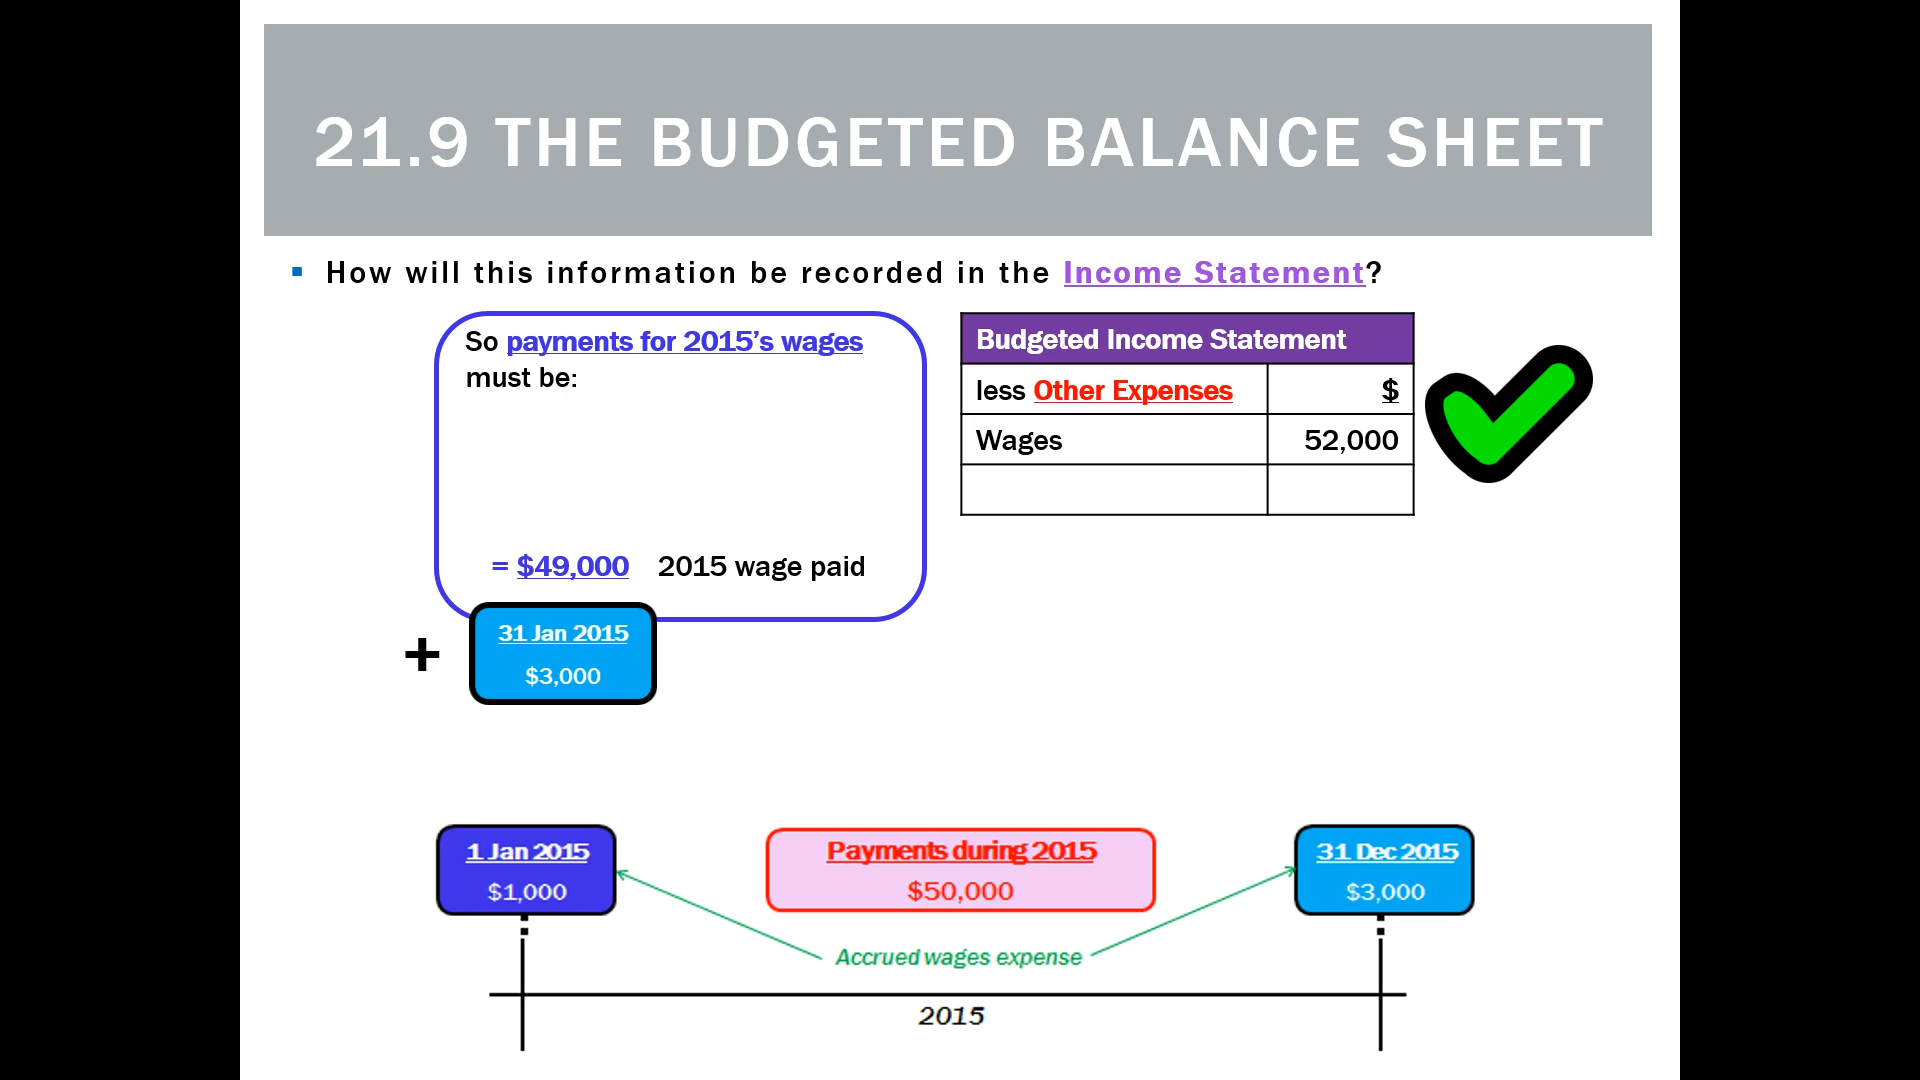 21.9 THE BUDGETED BALANCE SHEET
▪ How will this information be recorded in the Income Statement?
So payments for 2015’s wages
must be:
= $49,000 2015 wage paid
+
31 Jan 2015
$3,000
Budgeted Income Statement
less Other Expenses $
Wages 52,000
1 Jan 2015
$1,000
Payments during 2015
$50,000
31 Dec 2015
$3,000
Accrued wages expense
2015